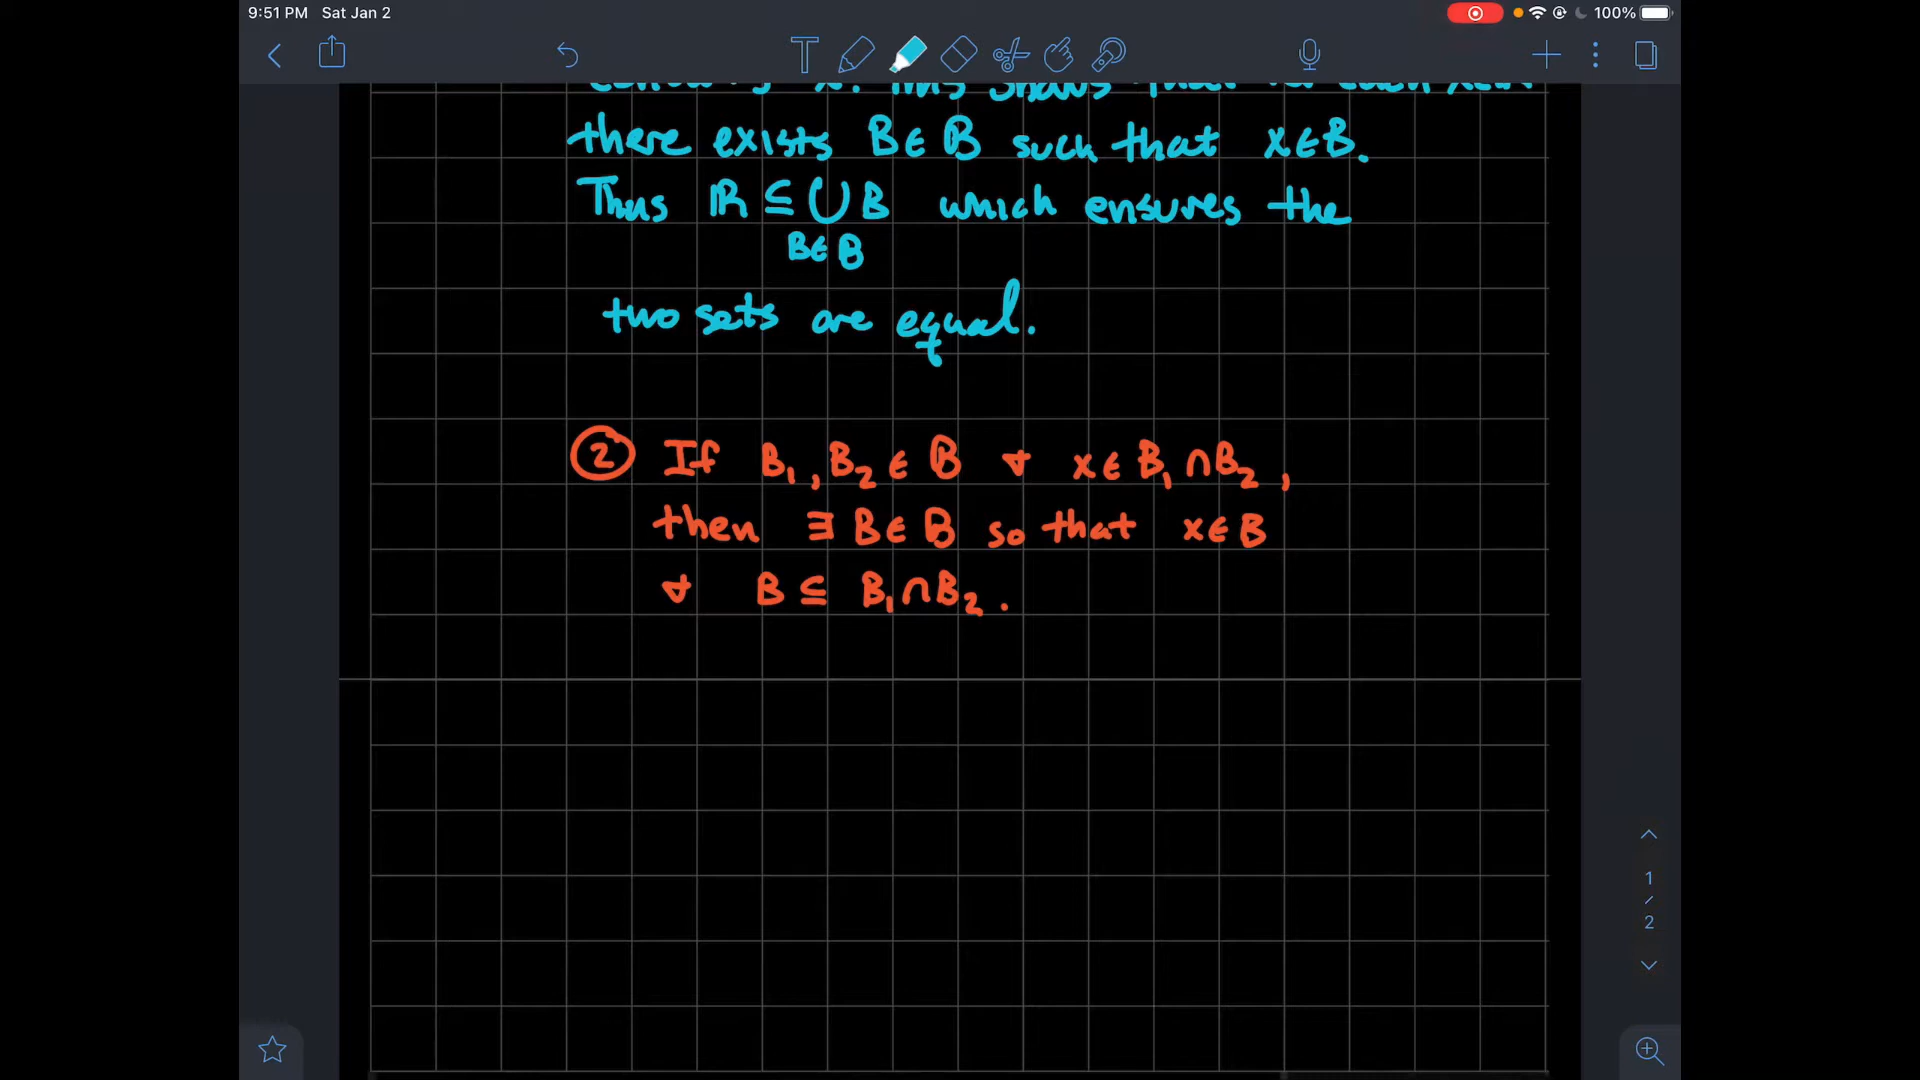 9:51 PM Sat Jan 2
100%
T
there exists B ∈ 𝔹 such that x ∈ B.
Thus ℝ ⊆ ⋃ B which ensures the
B ∈ 𝔹
two sets are equal.
② If B₁, B₂ ∈ 𝔹 & x ∈ B₁ ∩ B₂,
then ∃ B ∈ 𝔹 so that x ∈ B
& B ⊆ B₁ ∩ B₂.
1
/
2